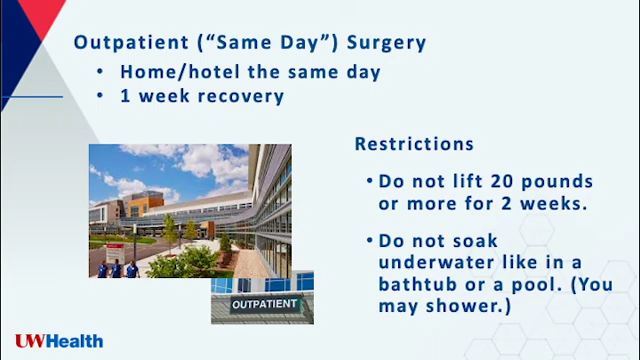 Outpatient (“Same Day”) Surgery
• Home/hotel the same day
• 1 week recovery
Restrictions
• Do not lift 20 pounds
or more for 2 weeks.
• Do not soak
underwater like in a
bathtub or a pool. (You
may shower.)
OUTPATIENT
UWHealth